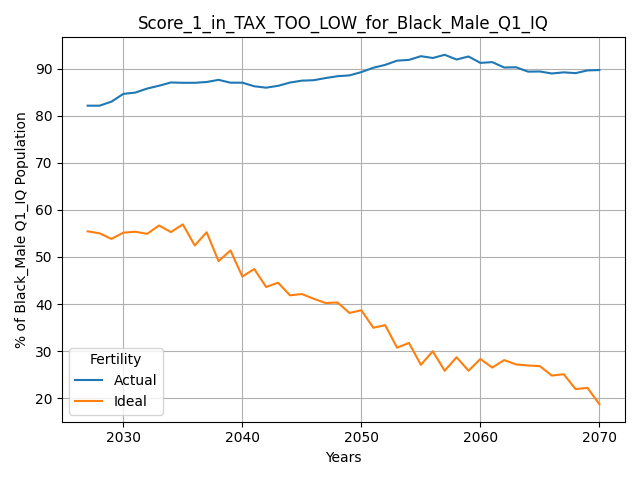 Score_1_in_TAX_TOO_LOW_for_Black_Male_Q1_IQ
% of Black_Male Q1_IQ Population
90
80
70
60
50
40
30
20
Fertility
Actual
Ideal
2030 2040 2050 2060 2070
Years